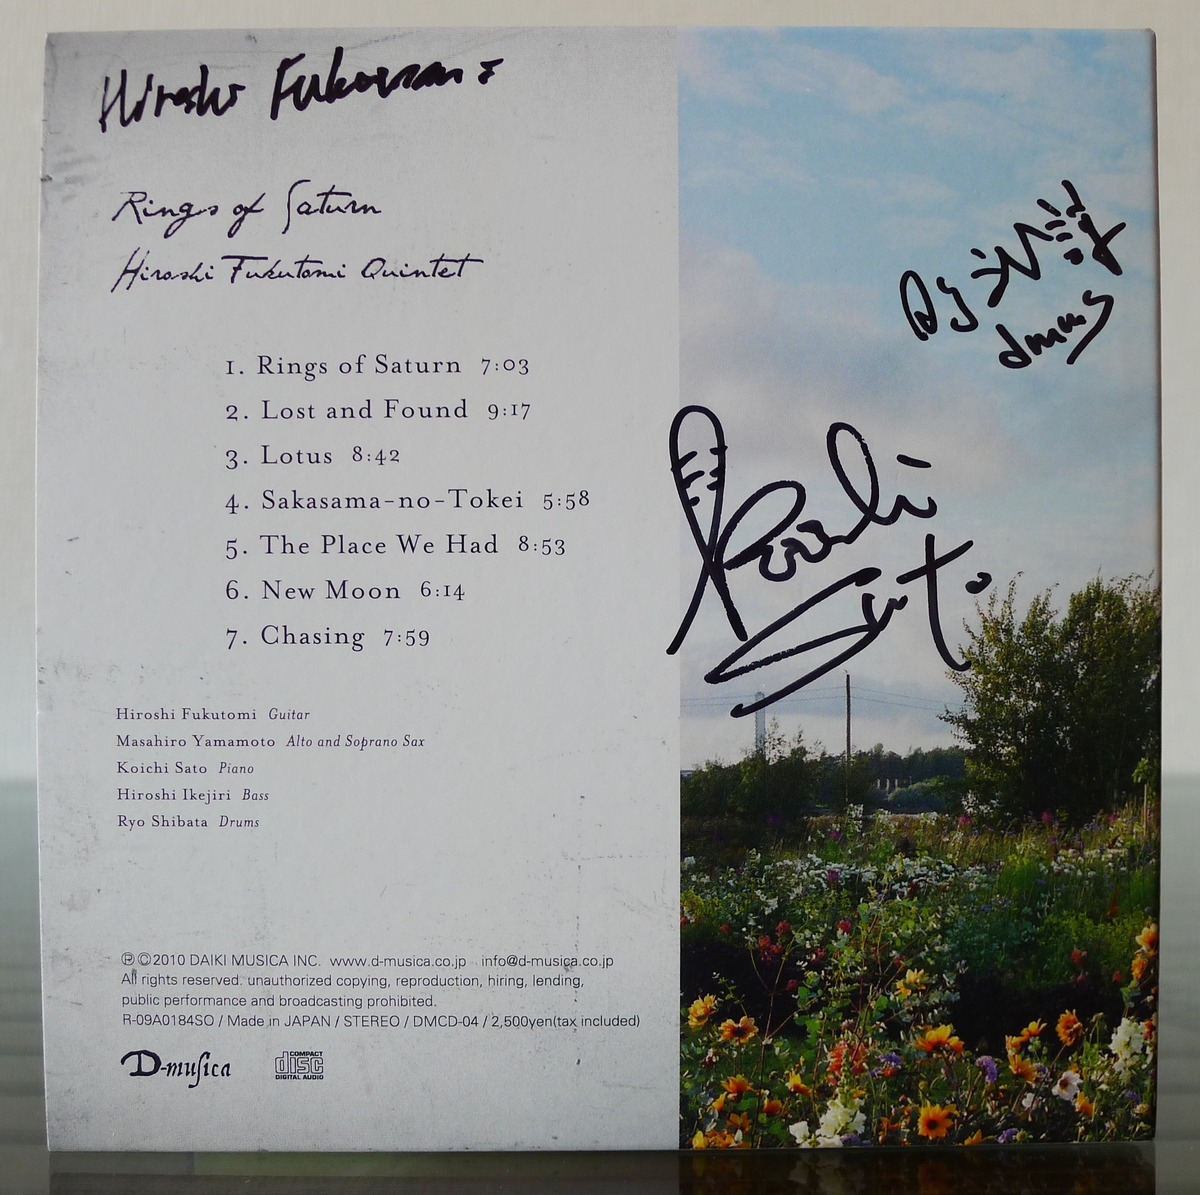 Hiroshi Fukutomi
Rings of Saturn
Hiroshi Fukutomi Quintet
1. Rings of Saturn 7:03
2. Lost and Found 9:17
3. Lotus 8:42
4. Sakasama-no-Tokei 5:58
5. The Place We Had 8:53
6. New Moon 6:14
7. Chasing 7:59
Hiroshi Fukutomi Guitar
Masahiro Yamamoto Alto and Soprano Sax
Koichi Sato Piano
Hiroshi Ikejiri Bass
Ryo Shibata Drums
℗©2010 DAIKI MUSICA INC. www.d-musica.co.jp info@d-musica.co.jp
All rights reserved. unauthorized copying, reproduction, hiring, lending,
public performance and broadcasting prohibited.
R-09A0184SO / Made in JAPAN / STEREO / DMCD-04 / 2,500yen(tax included)
D-musica
COMPACT
disc
DIGITAL AUDIO
drums
Sato